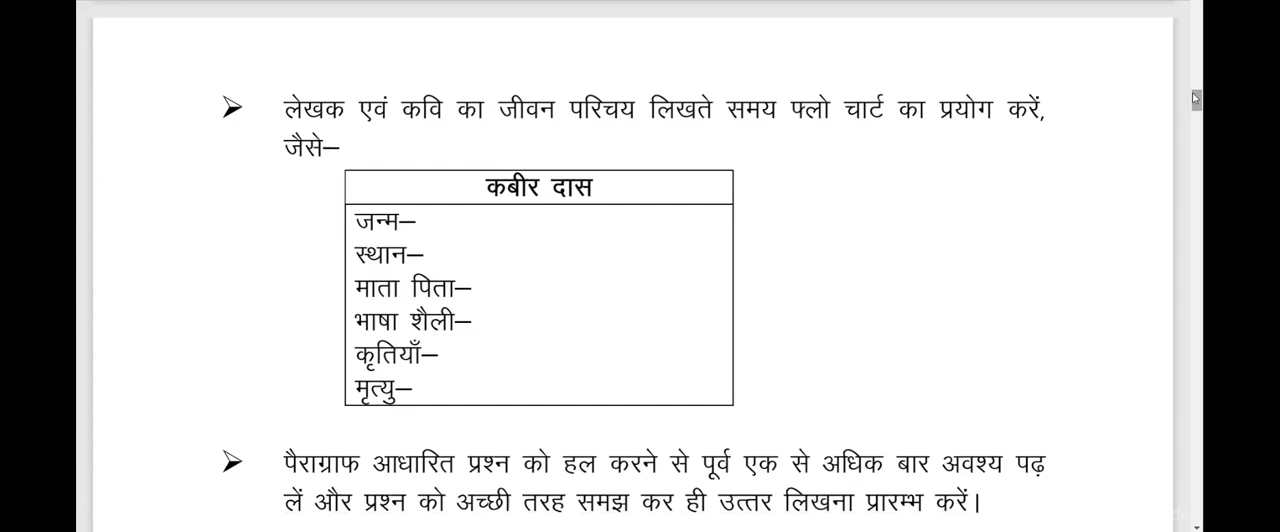 ➢ लेखक एवं कवि का जीवन परिचय लिखते समय फ्लो चार्ट का प्रयोग करें,
जैसे–
कबीर दास
जन्म–
स्थान–
माता पिता–
भाषा शैली–
कृतियाँ–
मृत्यु–
➢ पैराग्राफ आधारित प्रश्न को हल करने से पूर्व एक से अधिक बार अवश्य पढ़
लें और प्रश्न को अच्छी तरह समझ कर ही उत्तर लिखना प्रारम्भ करें।